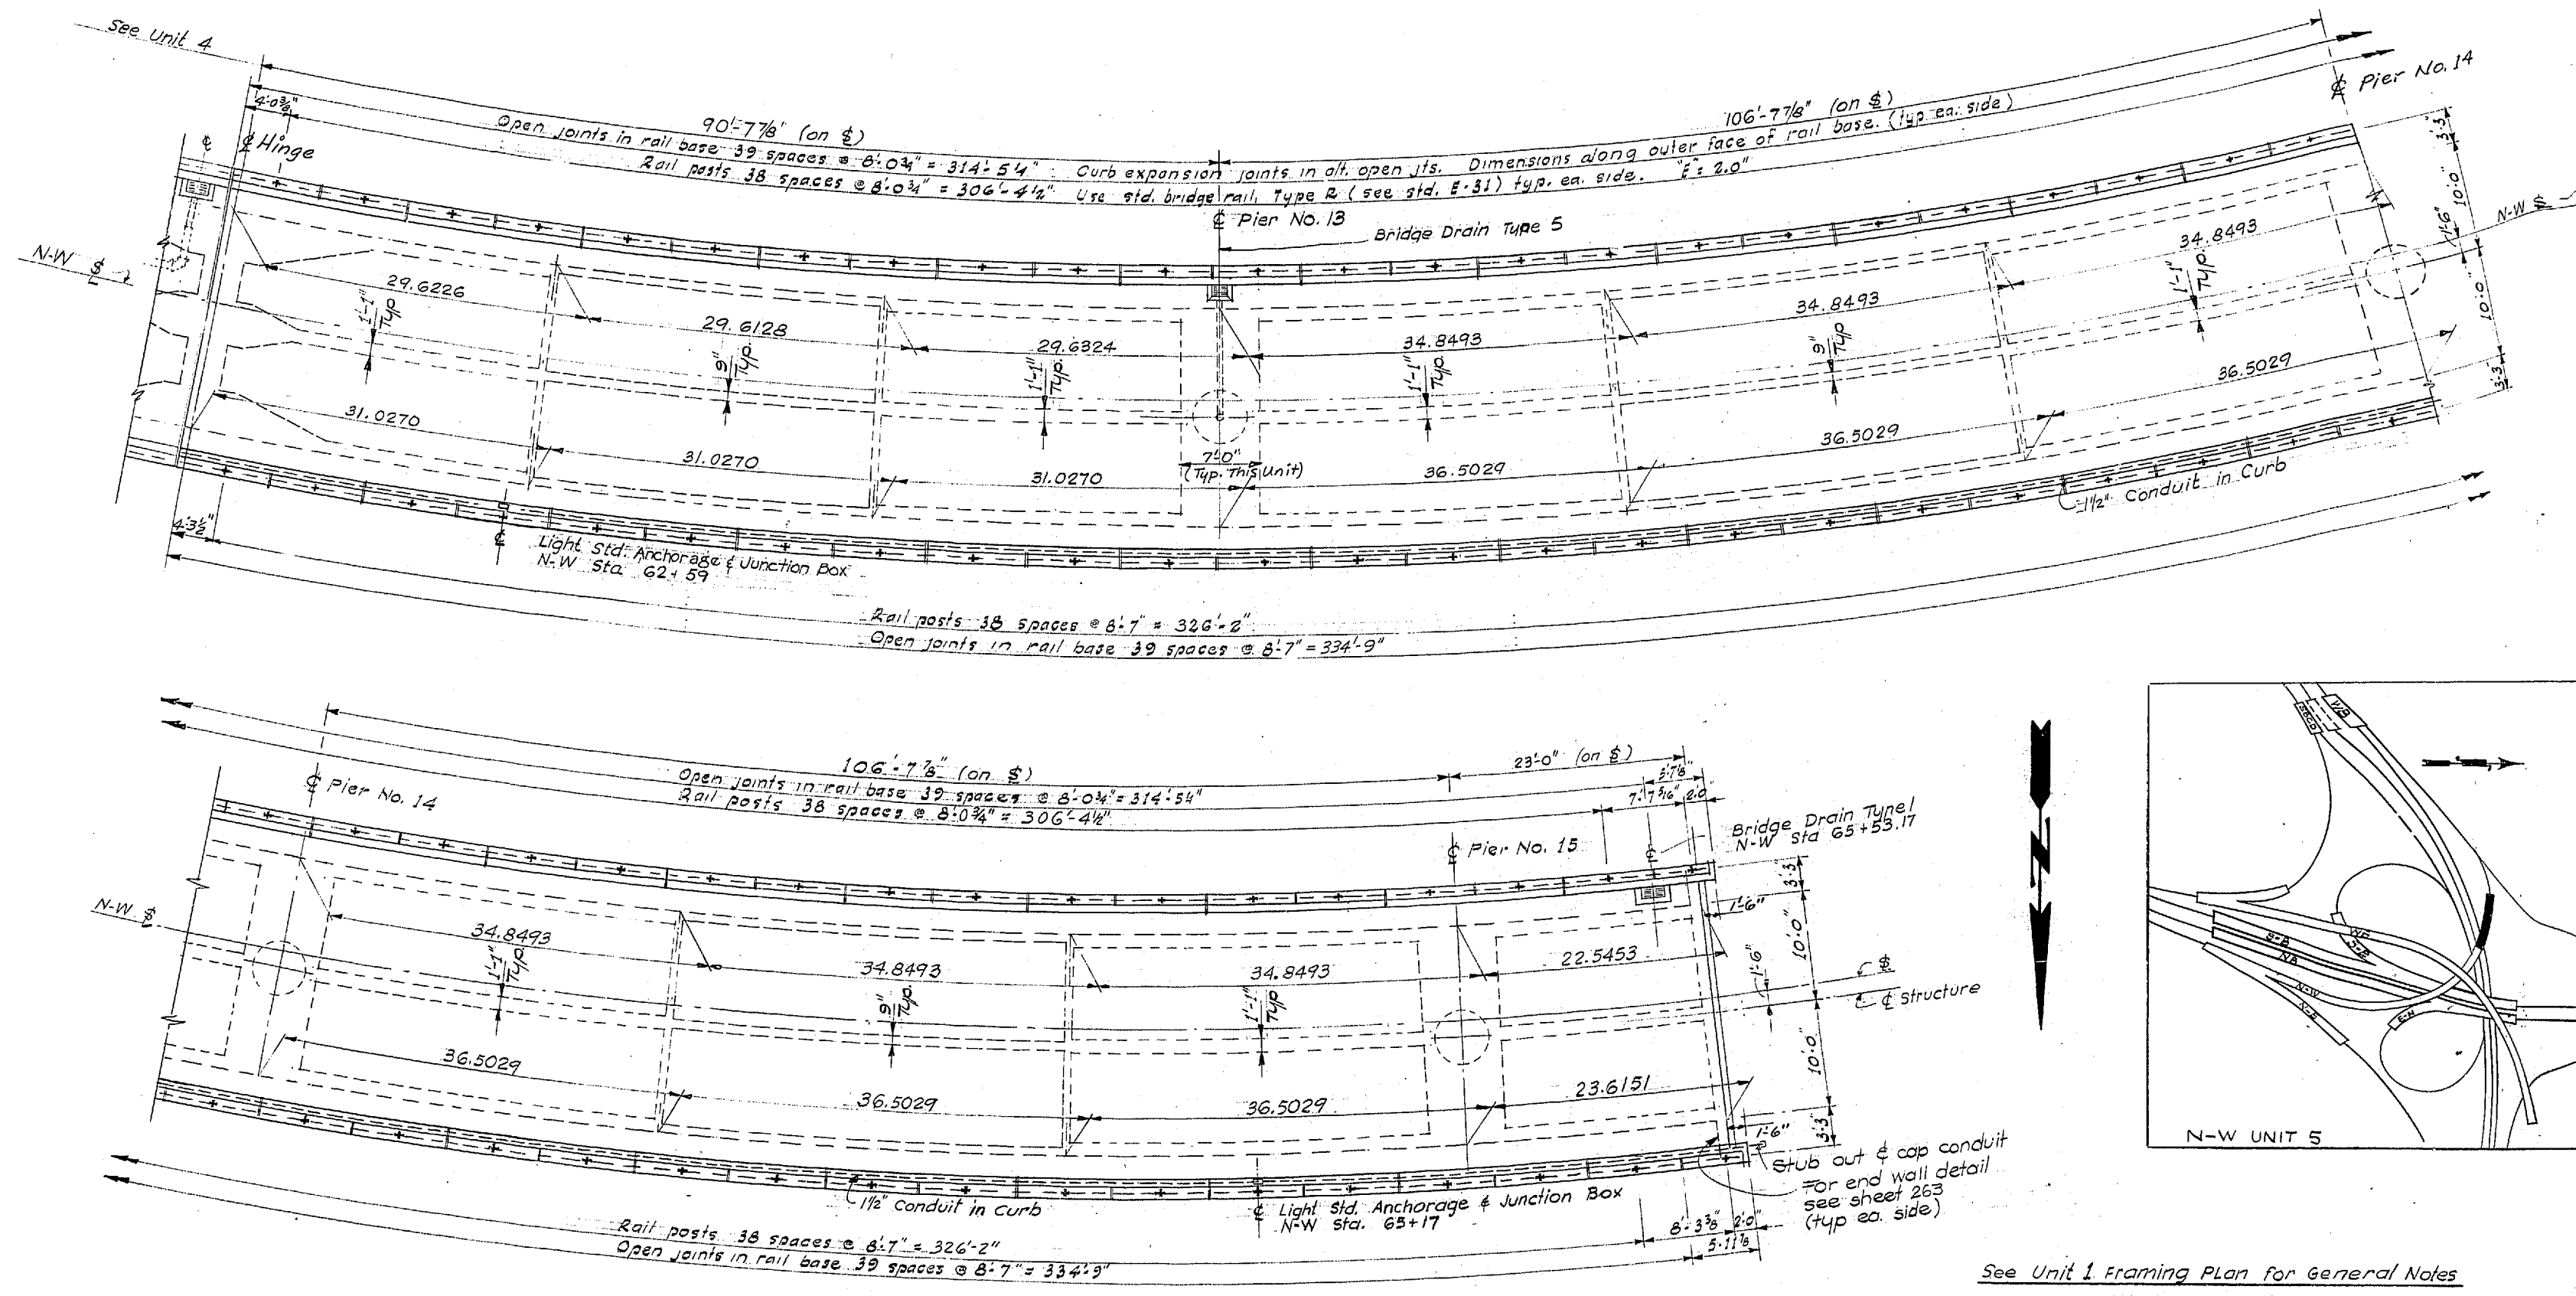 See Unit 4
4'-0⅜"
℄
℄ Hinge
90'-7⅞" (on ⅊)
106'-7⅞" (on ⅊)
Open joints in rail base 39 spaces @ 8'-0¾" = 314'-5¼" Curb expansion joints in alt. open jts. Dimensions along outer face of rail base. (typ. ea. side)
Rail posts 38 spaces @ 8'-0¾" = 306'-4½" Use std. bridge rail, Type R (see std. E-31) typ. ea. side. "E" = 2.0"
℄ Pier No. 14
℄ Pier No. 13
Bridge Drain Type 5
3'-3"
10'-0"
1'-6"
10'-0"
3'-3"
N-W ⅊
N-W ⅊
29.6226
29.6128
29.6324
34.8493
34.8493
34.8493
1'-1"
Typ
9"
Typ.
1'-1"
Typ.
1'-1"
Typ.
9"
Typ
1'-1"
Typ.
31.0270
31.0270
31.0270
7'-0"
(Typ. This Unit)
36.5029
36.5029
36.5029
1½" Conduit in Curb
4'-3½"
℄
Light Std. Anchorage & Junction Box
N-W Sta 62+59
Rail posts 38 spaces @ 8'-7" = 326'-2"
Open joints in rail base 39 spaces @ 8'-7" = 334'-9"
106'-7⅞" (on ⅊)
23'-0" (on ⅊)
Open joints in rail base 39 spaces @ 8'-0¾" = 314'-5¼"
Rail posts 38 spaces @ 8'-0¾" = 306'-4½"
7'-7 5/16"
2'-0"
℄ Pier No. 14
℄ Pier No. 15
℄
Bridge Drain Type 1
N-W Sta 65+53.17
3'-3"
10'-0"
1'-6"
1'-6"
10'-0"
3'-3"
N-W ⅊
⅊
℄ Structure
34.8493
34.8493
34.8493
22.5453
1'-1"
Typ.
9"
Typ.
1'-1"
Typ
36.5029
36.5029
36.5029
23.6151
1'-6"
Stub out & cap conduit
For end wall detail
see sheet 263
(typ ea. side)
1½" Conduit in curb
℄ Light Std. Anchorage & Junction Box
N-W Sta. 65+17
8'-3⅜"
2'-0"
5'-11⅞"
Rail posts 38 spaces @ 8'-7" = 326'-2"
Open joints in rail base 39 spaces @ 8'-7" = 334'-9"
N
WB
S-B
N-W
N-W UNIT 5
See Unit 1 Framing Plan for General Notes